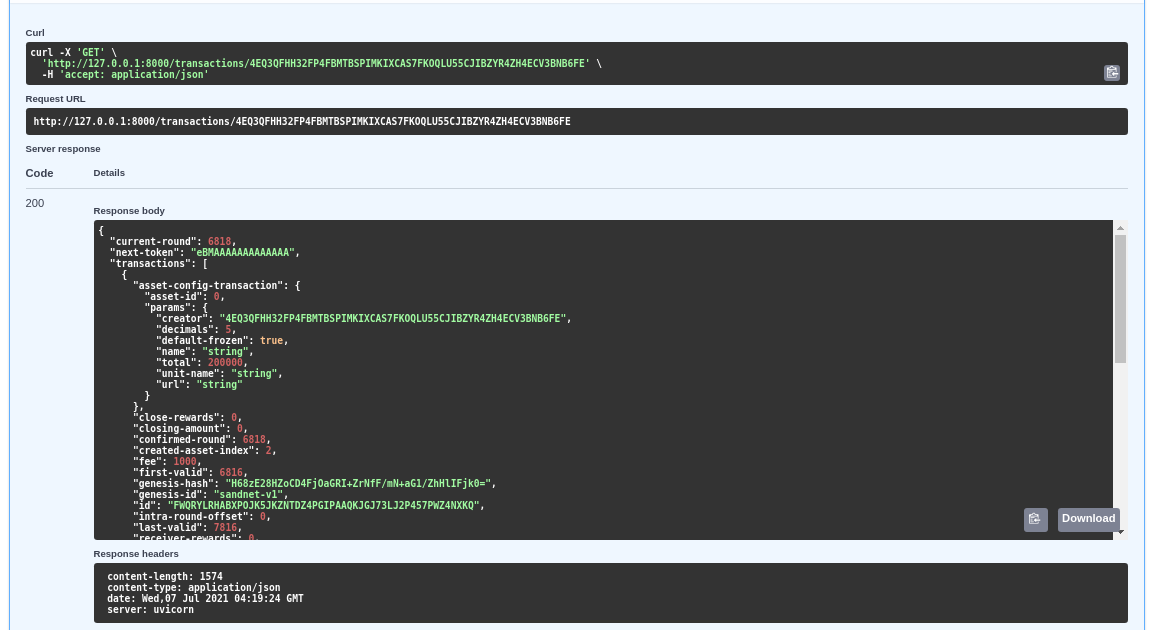 Curl
curl -X 'GET' \
'http://127.0.0.1:8000/transactions/4EQ3QFHH32FP4FBMTBSPIMKIXCAS7FKOQLU55CJIBZYR4ZH4ECV3BNB6FE' \
-H 'accept: application/json'
Request URL
http://127.0.0.1:8000/transactions/4EQ3QFHH32FP4FBMTBSPIMKIXCAS7FKOQLU55CJIBZYR4ZH4ECV3BNB6FE
Server response
Code Details
200
Response body
{
"current-round": 6818,
"next-token": "eBMAAAAAAAAAAAAA",
"transactions": [
{
"asset-config-transaction": {
"asset-id": 0,
"params": {
"creator": "4EQ3QFHH32FP4FBMTBSPIMKIXCAS7FKOQLU55CJIBZYR4ZH4ECV3BNB6FE",
"decimals": 5,
"default-frozen": true,
"name": "string",
"total": 200000,
"unit-name": "string",
"url": "string"
}
},
"close-rewards": 0,
"closing-amount": 0,
"confirmed-round": 6818,
"created-asset-index": 2,
"fee": 1000,
"first-valid": 6816,
"genesis-hash": "H68zE28HZoCD4FjOaGRI+ZrNfF/mN+aG1/ZhHlIFjk0=",
"genesis-id": "sandnet-v1",
"id": "FWQRYLRHABXPOJK5JKZNTDZ4PGIPAAQKJGJ73LJ2P457PWZ4NXKQ",
"intra-round-offset": 0,
"last-valid": 7816,
"receiver-rewards": 0,
Download
Response headers
content-length: 1574
content-type: application/json
date: Wed,07 Jul 2021 04:19:24 GMT
server: uvicorn